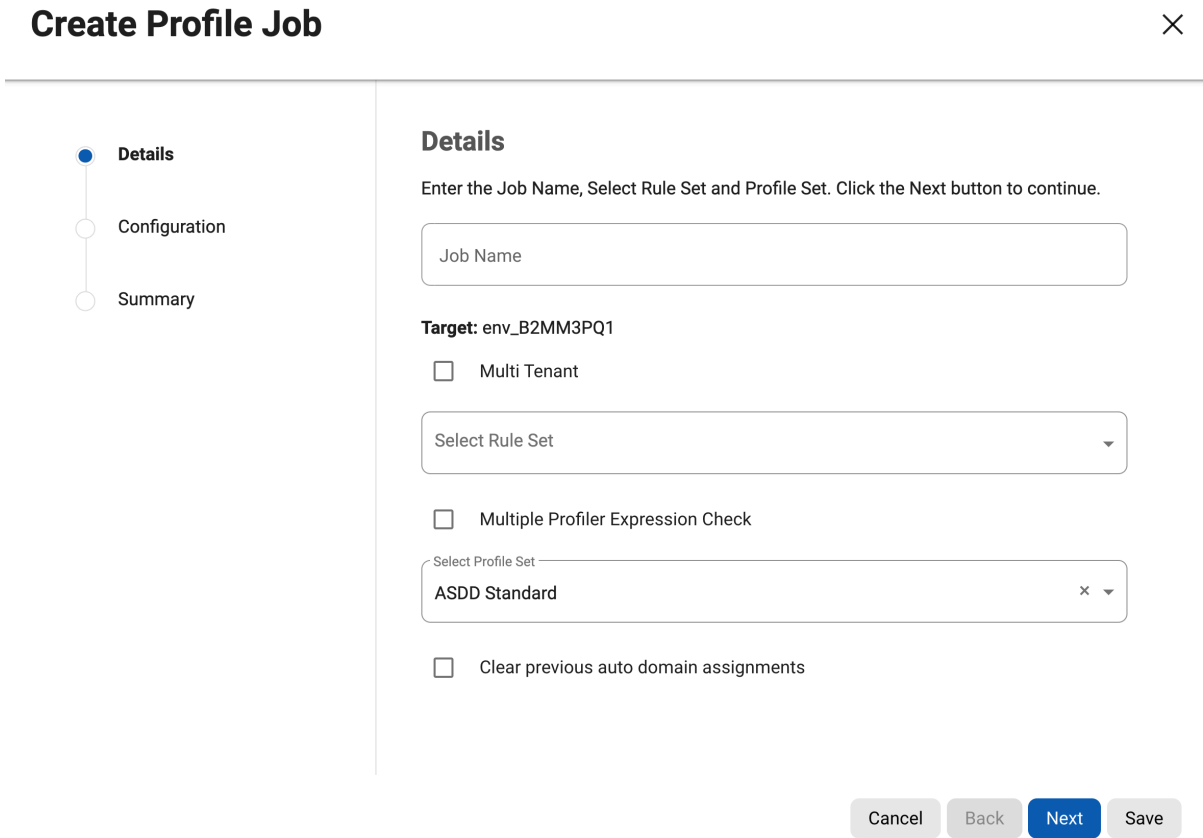 Create Profile Job
Details
Configuration
Summary
Details
Enter the Job Name, Select Rule Set and Profile Set. Click the Next button to continue.
Job Name
Target: env_B2MM3PQ1
Multi Tenant
Select Rule Set
Multiple Profiler Expression Check
Select Profile Set
ASDD Standard
Clear previous auto domain assignments
Cancel Back Next Save